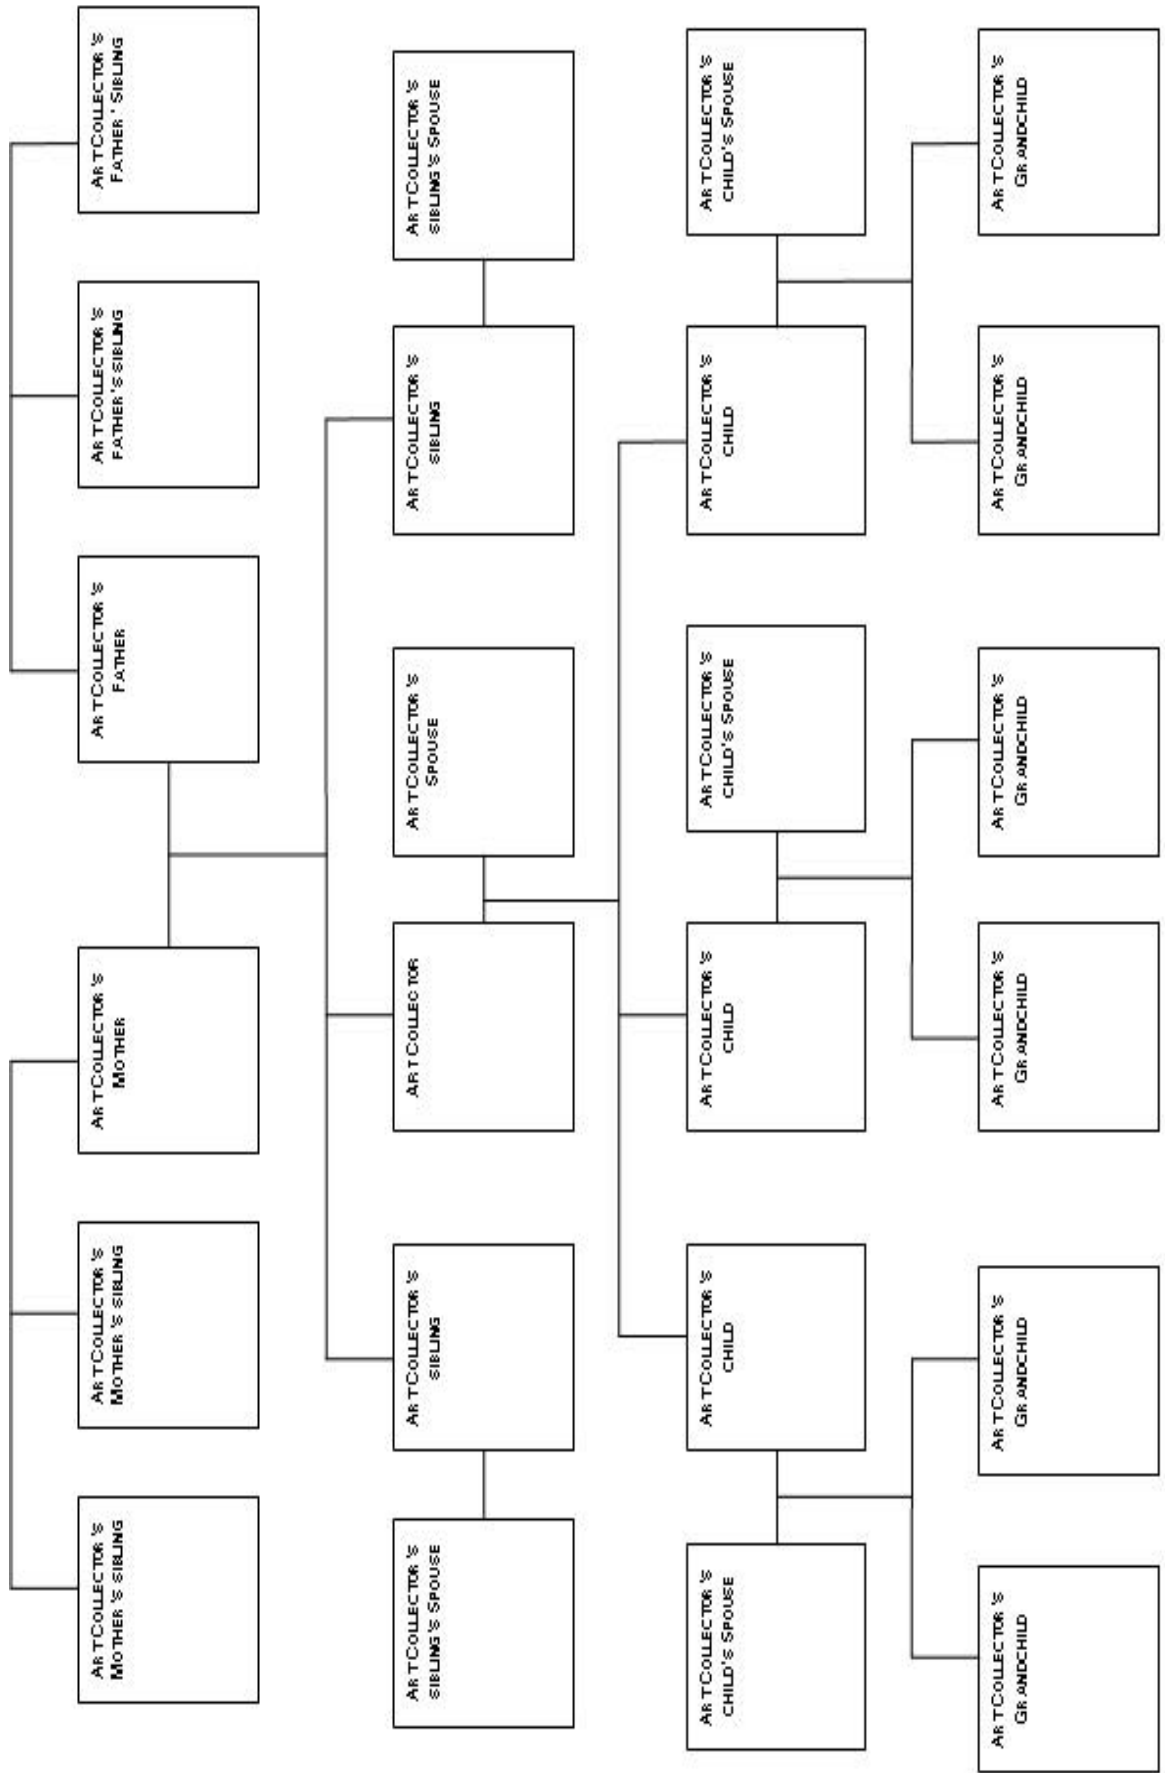 ArtCollector's
Mother's sibling
ArtCollector's
Mother's sibling
ArtCollector's
Mother
ArtCollector's
Father
ArtCollector's
father's sibling
ArtCollector's
Father ' Sibling
ArtCollector's
sibling's Spouse
ArtCollector's
sibling
ArtCollector
ArtCollector's
Spouse
ArtCollector's
sibling
ArtCollector's
sibling's Spouse
ArtCollector's
child's Spouse
ArtCollector's
child
ArtCollector's
child
ArtCollector's
child's Spouse
ArtCollector's
child
ArtCollector's
child's Spouse
ArtCollector's
Grandchild
ArtCollector's
Grandchild
ArtCollector's
Grandchild
ArtCollector's
Grandchild
ArtCollector's
Grandchild
ArtCollector's
Grandchild